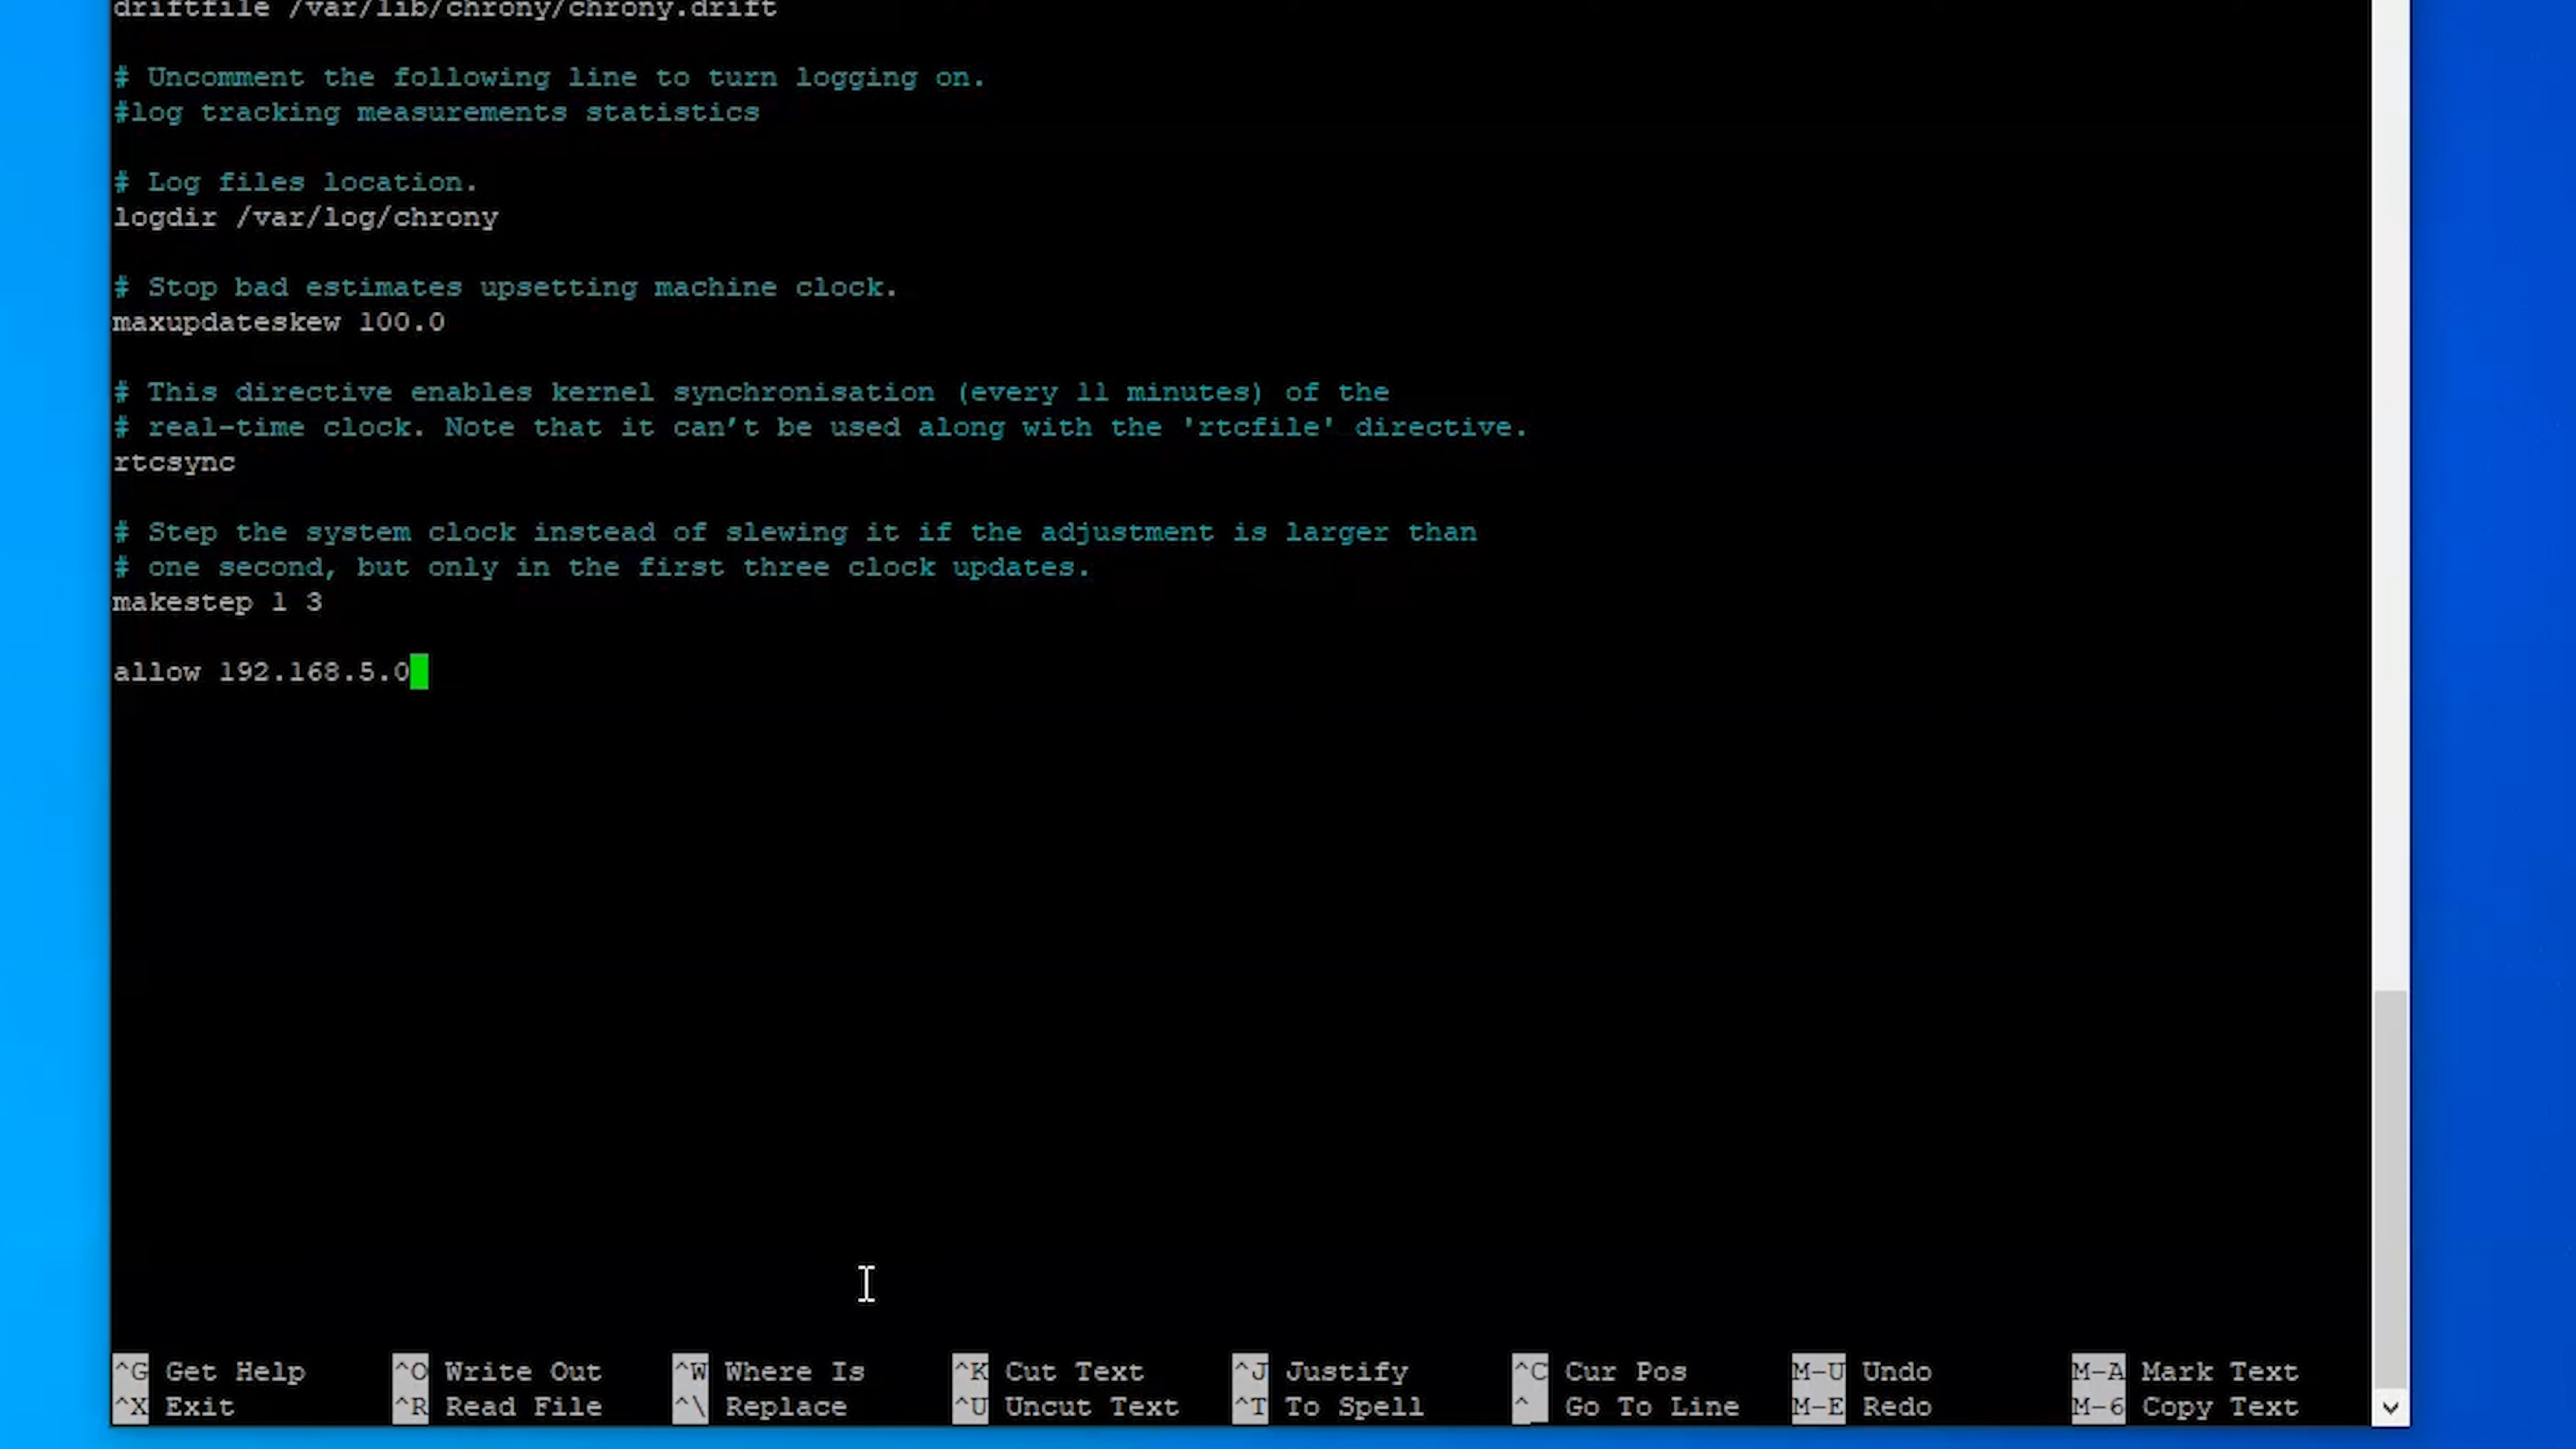 driftfile /var/lib/chrony/chrony.drift
# Uncomment the following line to turn logging on.
#log tracking measurements statistics
# Log files location.
logdir /var/log/chrony
# Stop bad estimates upsetting machine clock.
maxupdateskew 100.0
# This directive enables kernel synchronisation (every 11 minutes) of the
# real-time clock. Note that it can’t be used along with the 'rtcfile' directive.
rtcsync
# Step the system clock instead of slewing it if the adjustment is larger than
# one second, but only in the first three clock updates.
makestep 1 3
allow 192.168.5.0
^G Get Help ^O Write Out ^W Where Is ^K Cut Text ^J Justify ^C Cur Pos M-U Undo M-A Mark Text
^X Exit ^R Read File ^\ Replace ^U Uncut Text ^T To Spell ^_ Go To Line M-E Redo M-6 Copy Text